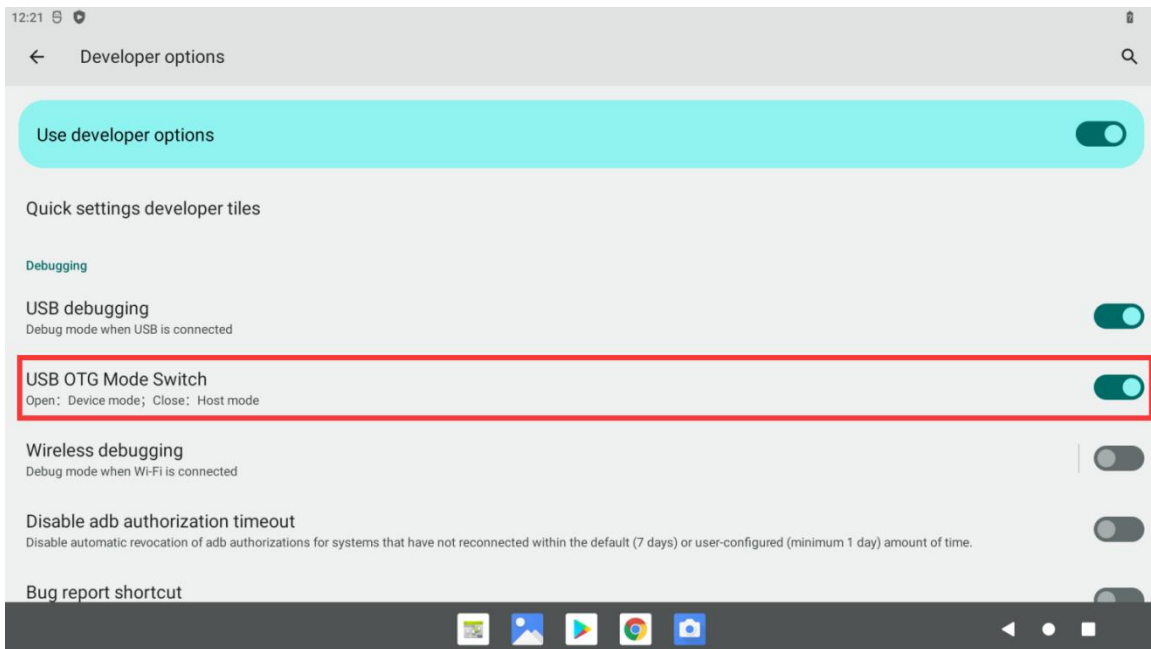 12:21
Developer options
Use developer options
Quick settings developer tiles
Debugging
USB debugging
Debug mode when USB is connected
USB OTG Mode Switch
Open：Device mode；Close：Host mode
Wireless debugging
Debug mode when Wi-Fi is connected
Disable adb authorization timeout
Disable automatic revocation of adb authorizations for systems that have not reconnected within the default (7 days) or user-configured (minimum 1 day) amount of time.
Bug report shortcut